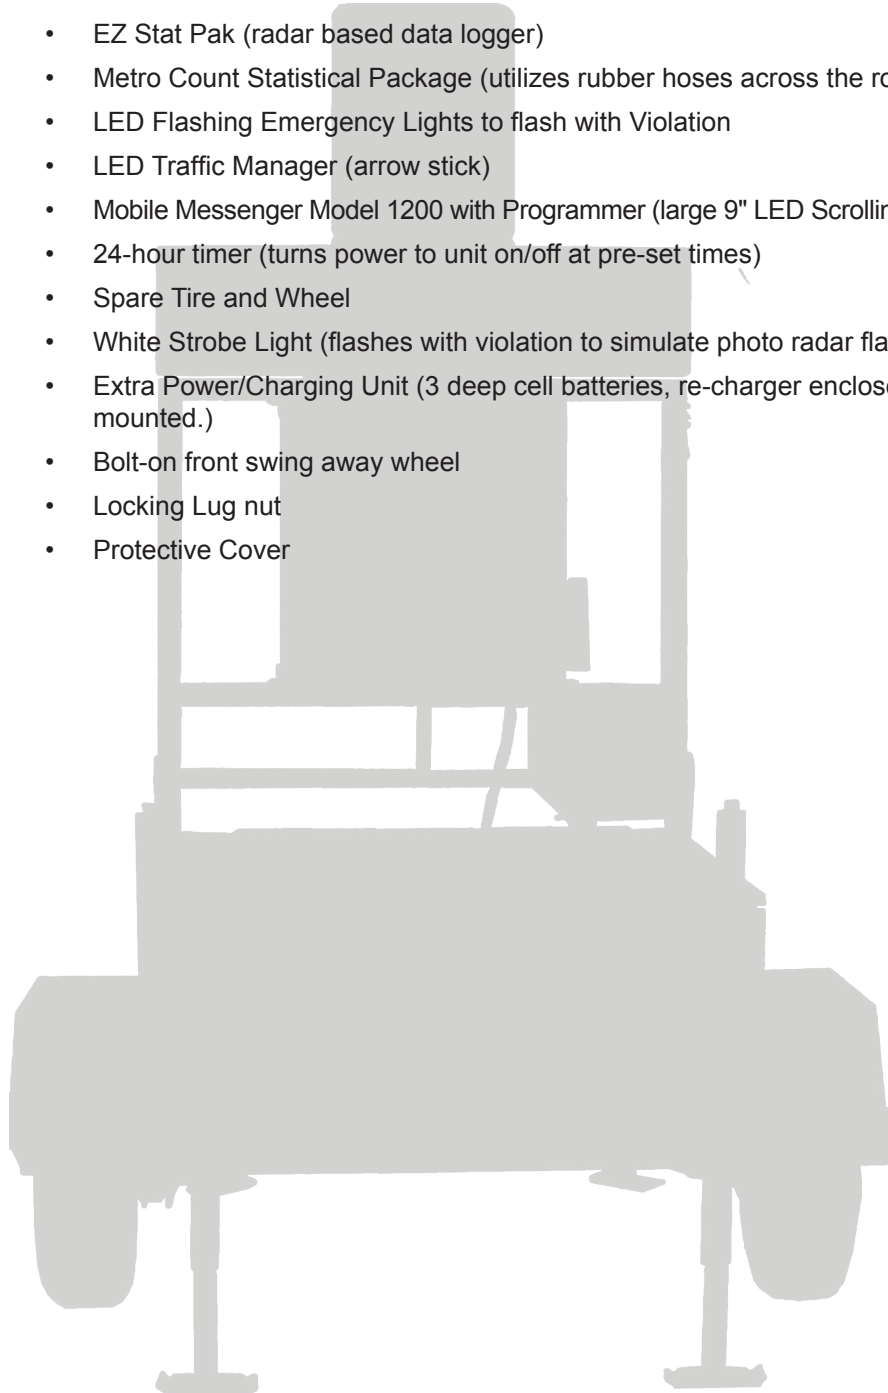 • EZ Stat Pak (radar based data logger)
• Metro Count Statistical Package (utilizes rubber hoses across the
• LED Flashing Emergency Lights to flash with Violation
• LED Traffic Manager (arrow stick)
• Mobile Messenger Model 1200 with Programmer (large 9" LED
• 24-hour timer (turns power to unit on/off at pre-set times)
• Spare Tire and Wheel
• White Strobe Light (flashes with violation to simulate photo radar
• Extra Power/Charging Unit (3 deep cell batteries, re-charger
mounted.)
• Bolt-on front swing away wheel
• Locking Lug nut
• Protective Cover